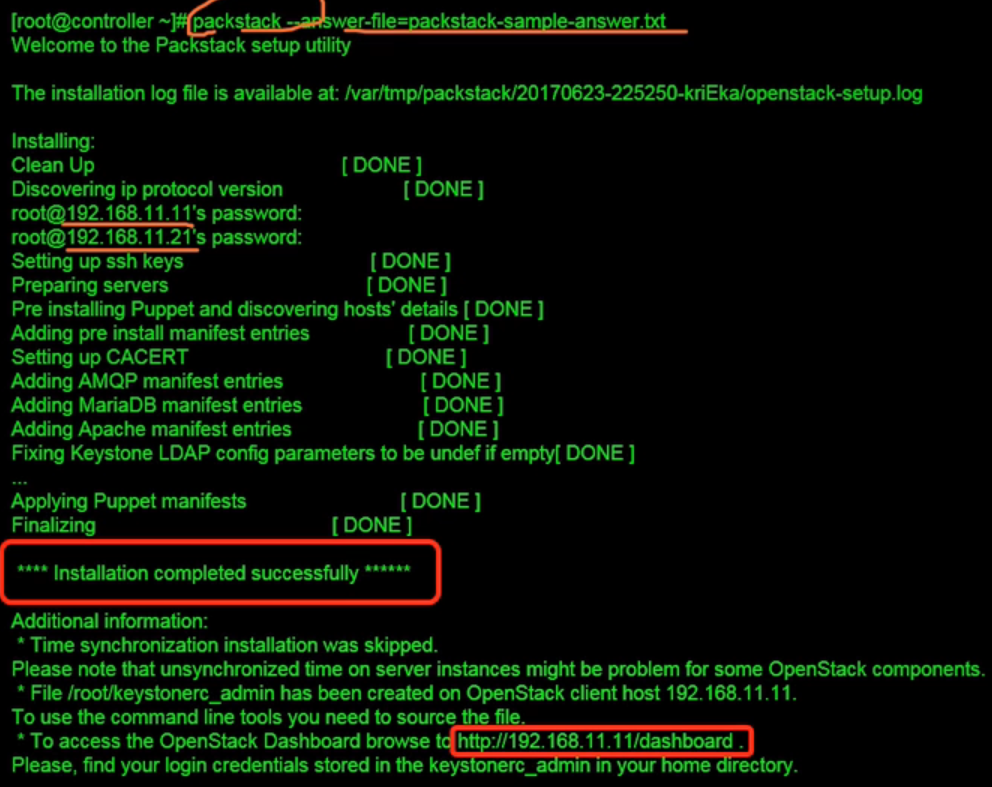 [root@controller ~]# packstack --answer-file=packstack-sample-answer.txt
Welcome to the Packstack setup utility
The installation log file is available at: /var/tmp/packstack/20170623-225250-kriEka/openstack-setup.log
Installing:
Clean Up [ DONE ]
Discovering ip protocol version [ DONE ]
root@192.168.11.11's password:
root@192.168.11.21's password:
Setting up ssh keys [ DONE ]
Preparing servers [ DONE ]
Pre installing Puppet and discovering hosts' details [ DONE ]
Adding pre install manifest entries [ DONE ]
Setting up CACERT [ DONE ]
Adding AMQP manifest entries [ DONE ]
Adding MariaDB manifest entries [ DONE ]
Adding Apache manifest entries [ DONE ]
Fixing Keystone LDAP config parameters to be undef if empty[ DONE ]
...
Applying Puppet manifests [ DONE ]
Finalizing [ DONE ]
**** Installation completed successfully ******
Additional information:
* Time synchronization installation was skipped.
Please note that unsynchronized time on server instances might be problem for some OpenStack components.
* File /root/keystonerc_admin has been created on OpenStack client host 192.168.11.11.
To use the command line tools you need to source the file.
* To access the OpenStack Dashboard browse to http://192.168.11.11/dashboard .
Please, find your login credentials stored in the keystonerc_admin in your home directory.